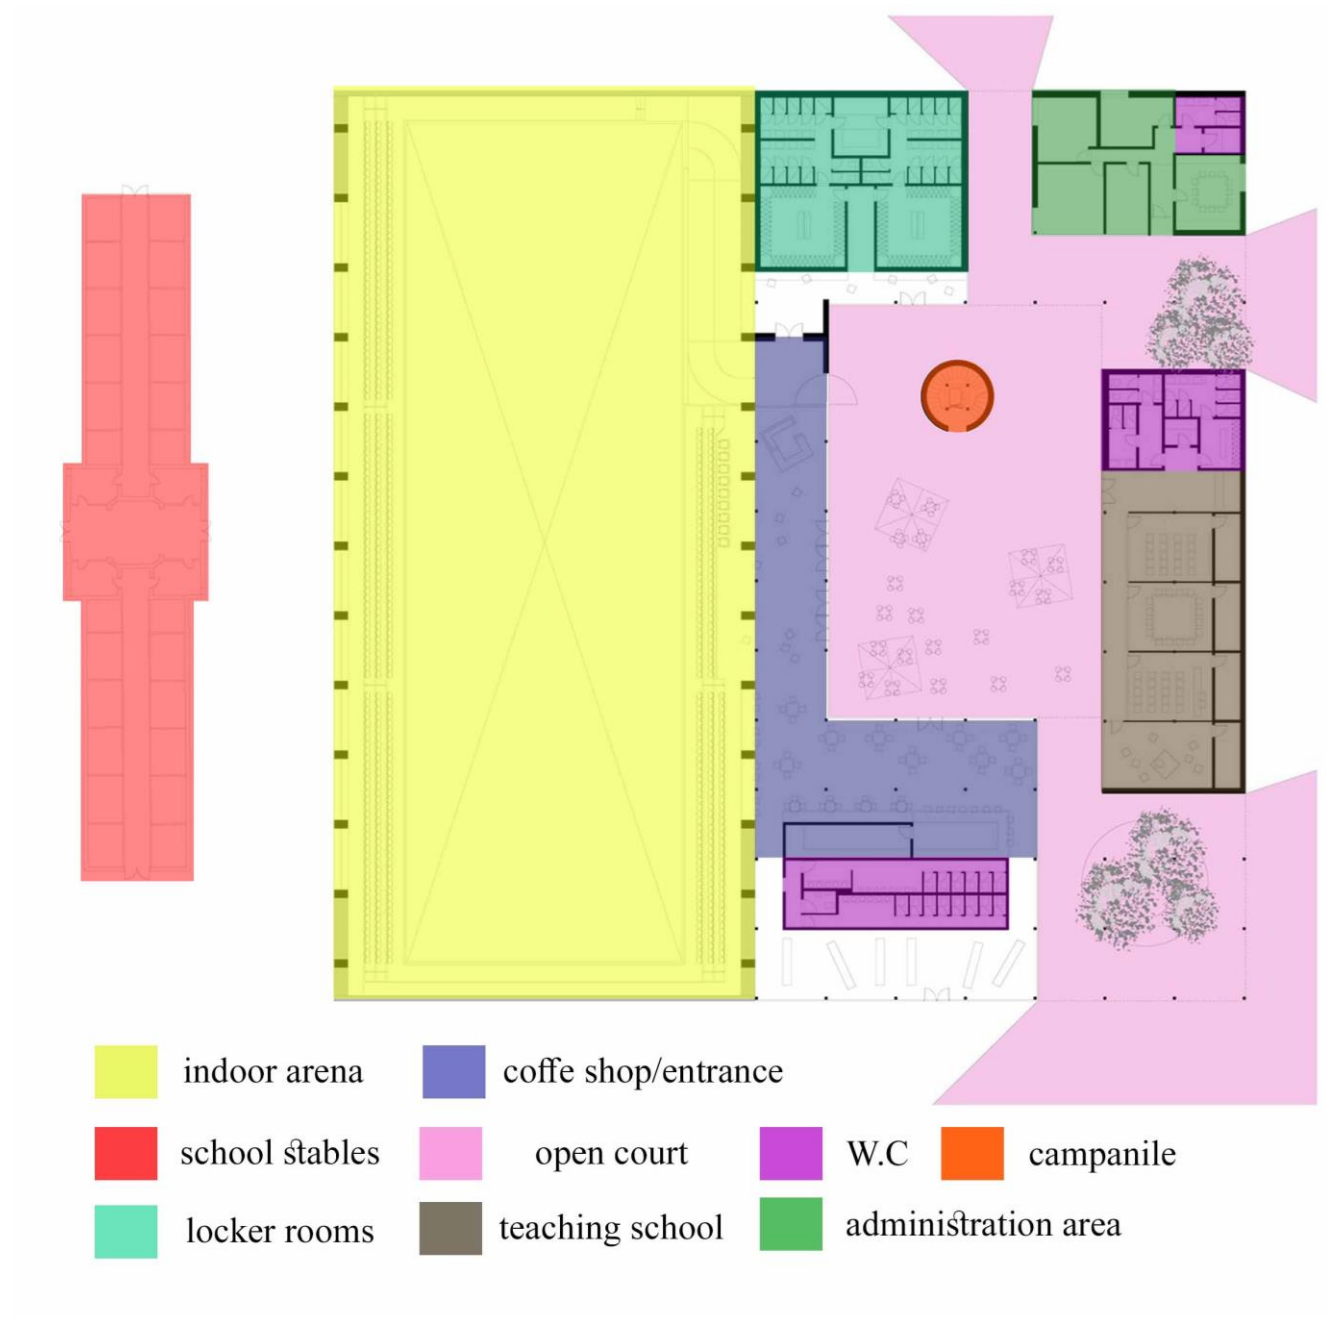 indoor arena
coffe shop/entrance
school stables
open court
W.C
campanile
locker rooms
teaching school
administration area